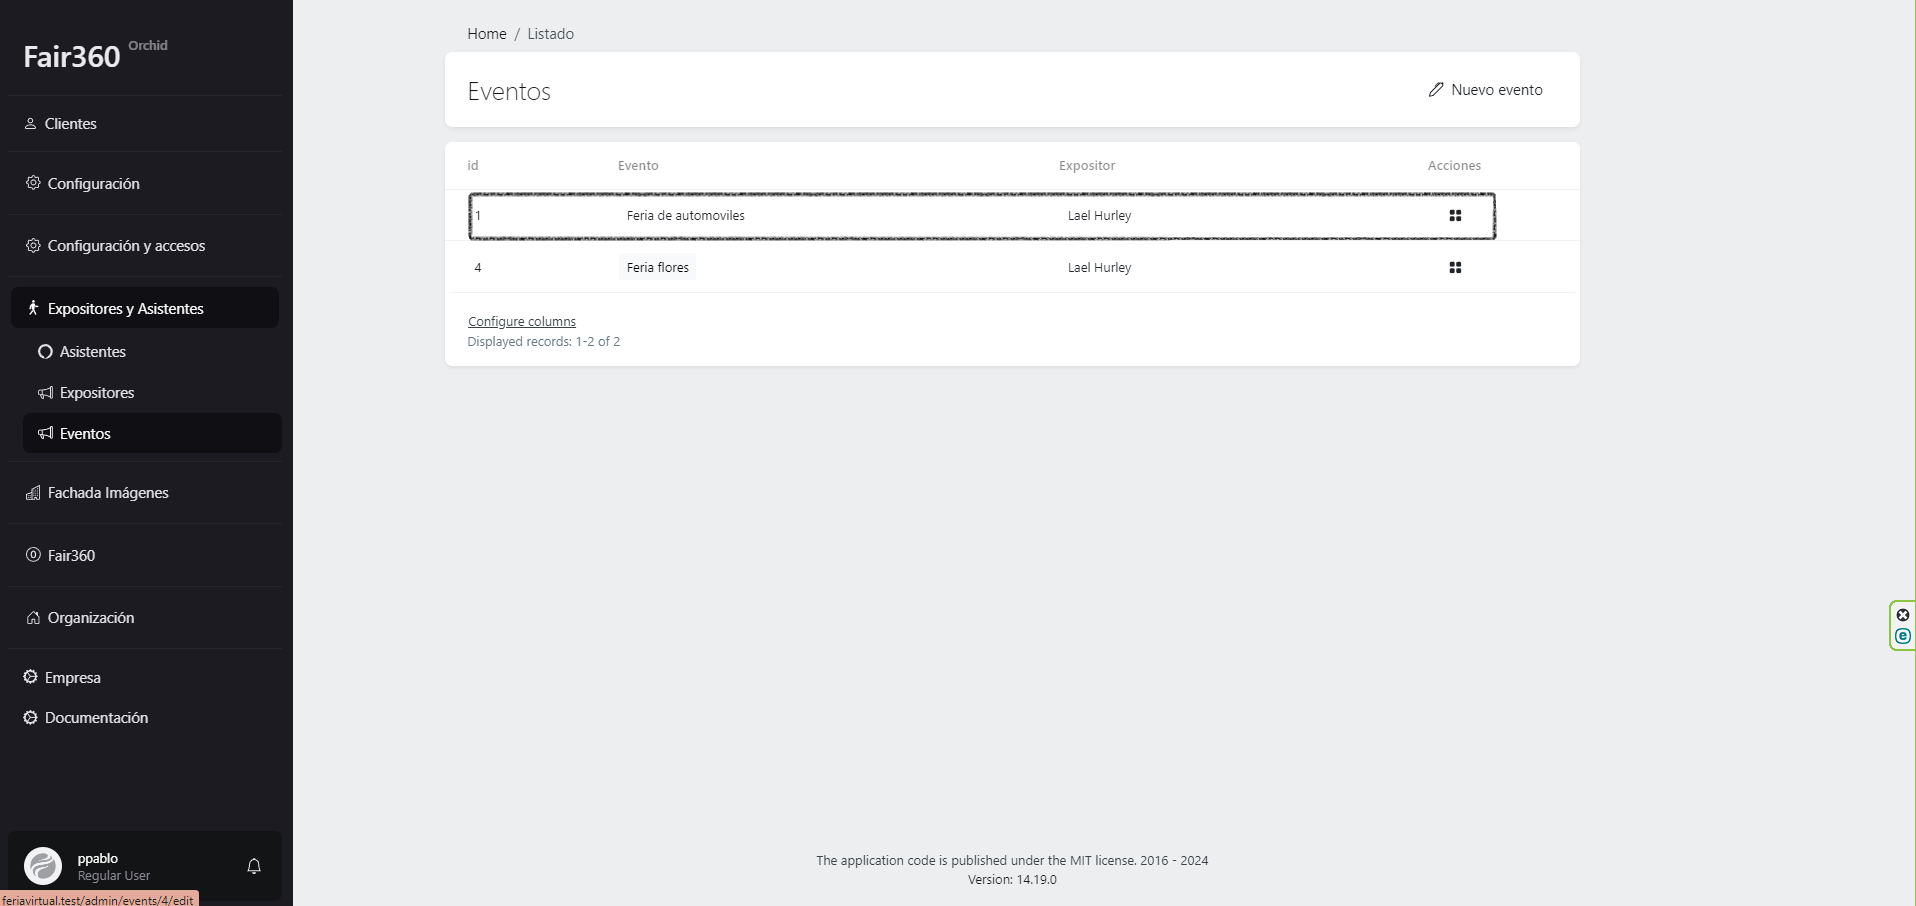 Fair360 Orchid
Clientes
Configuración
Configuración y accesos
Expositores y Asistentes
Asistentes
Expositores
Eventos
Fachada Imágenes
Fair360
Organización
Empresa
Documentación
ppablo
Regular User
feriavirtual.test/admin/events/4/edit
Home / Listado
Eventos
Nuevo evento
id Evento Expositor Acciones
1 Feria de automoviles Lael Hurley
4 Feria flores Lael Hurley
Configure columns
Displayed records: 1-2 of 2
The application code is published under the MIT license. 2016 - 2024
Version: 14.19.0